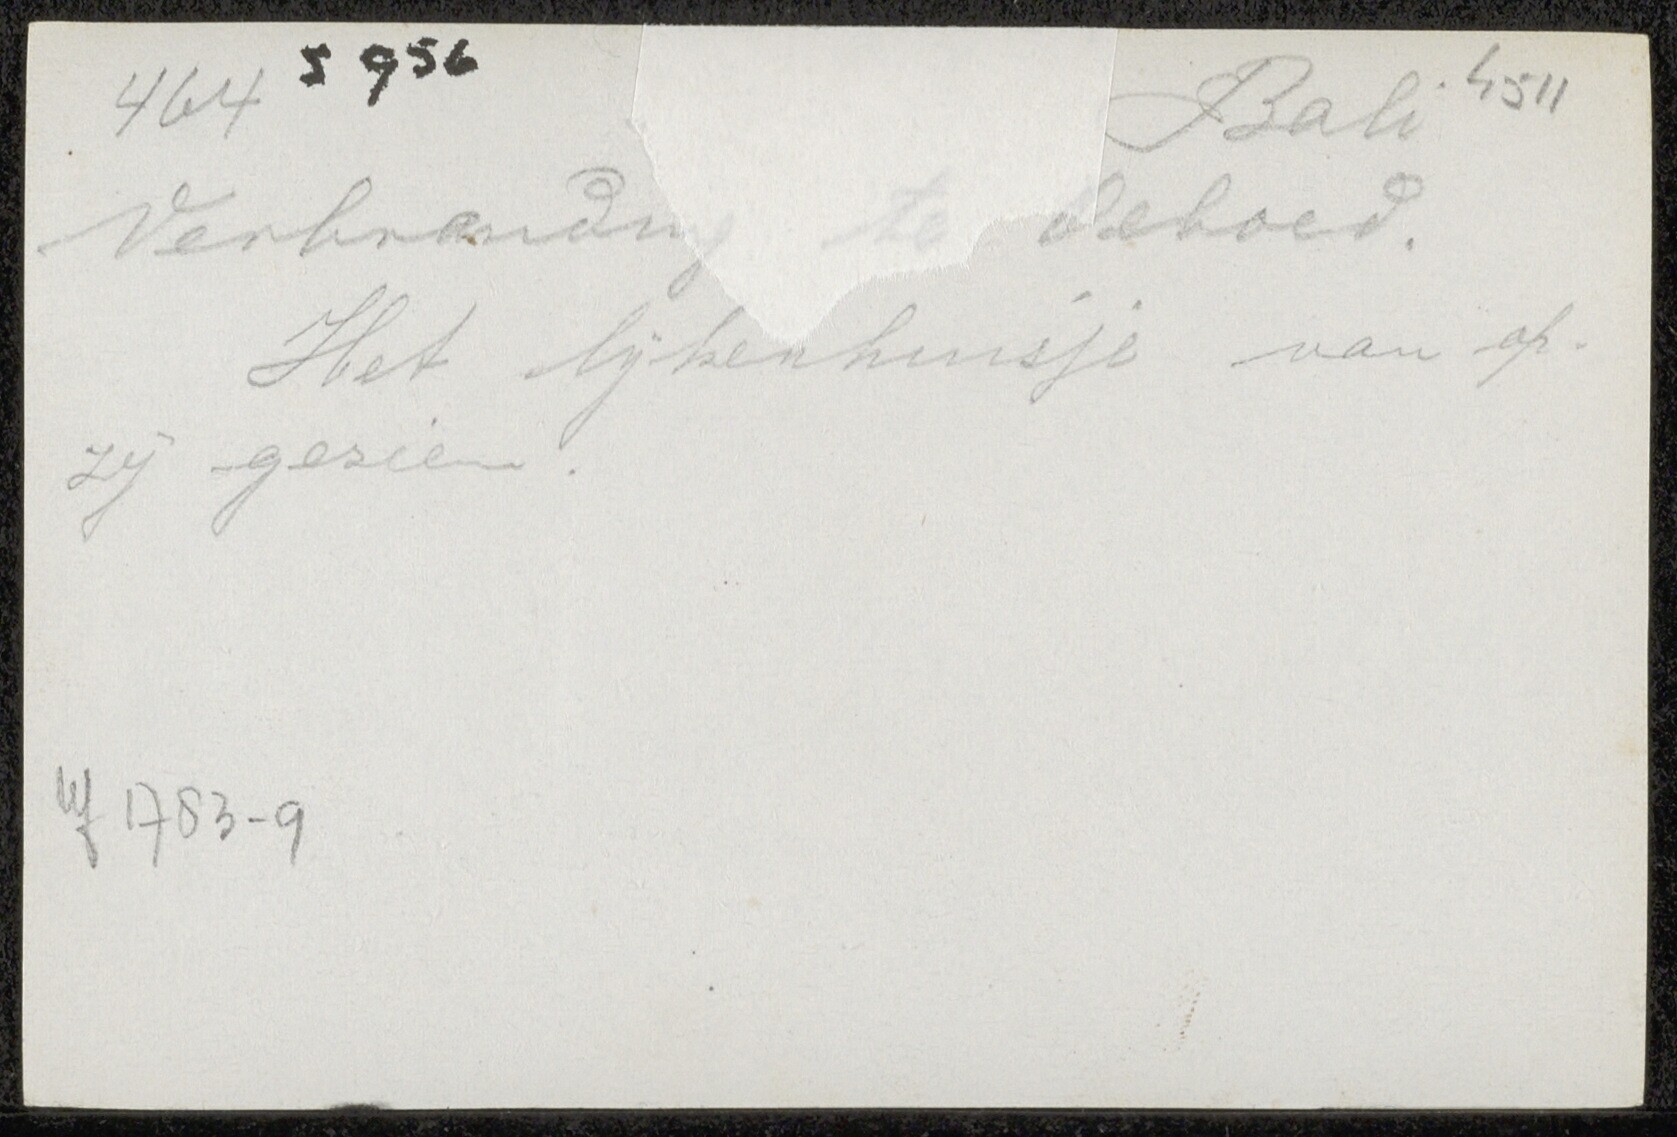 464 5956 Bali 4511
Verbranding te Oeboed.
Het lijkenhuisje van op-
zij gezien.
Wf 1783-9